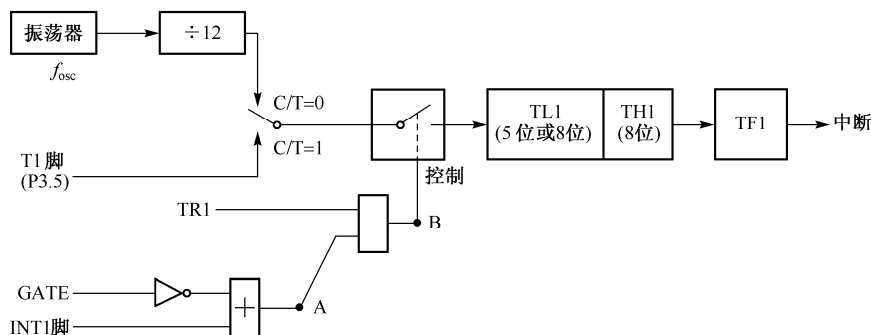 振荡器
÷12
fosc
C/T=0
C/T=1
TL1
(5位或8位)
TH1
(8位)
TF1
中断
T1脚
(P3.5)
控制
TR1
B
GATE
+
A
INT1脚